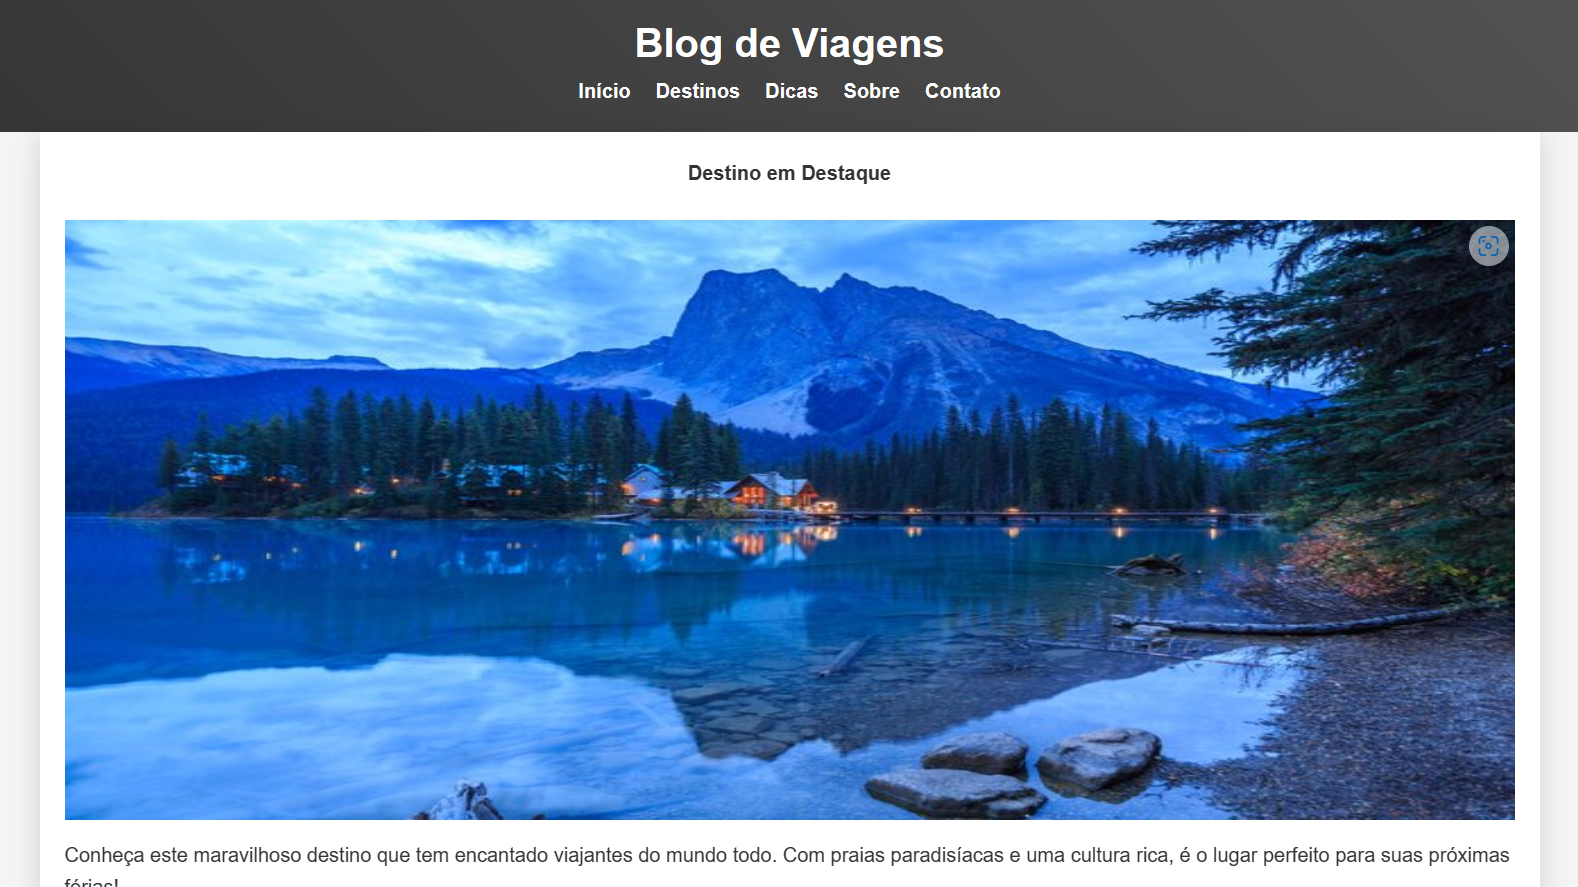 Blog de Viagens
Início Destinos Dicas Sobre Contato
Destino em Destaque
Conheça este maravilhoso destino que tem encantado viajantes do mundo todo. Com praias paradisíacas e uma cultura rica, é o lugar perfeito para suas próximas
férias!